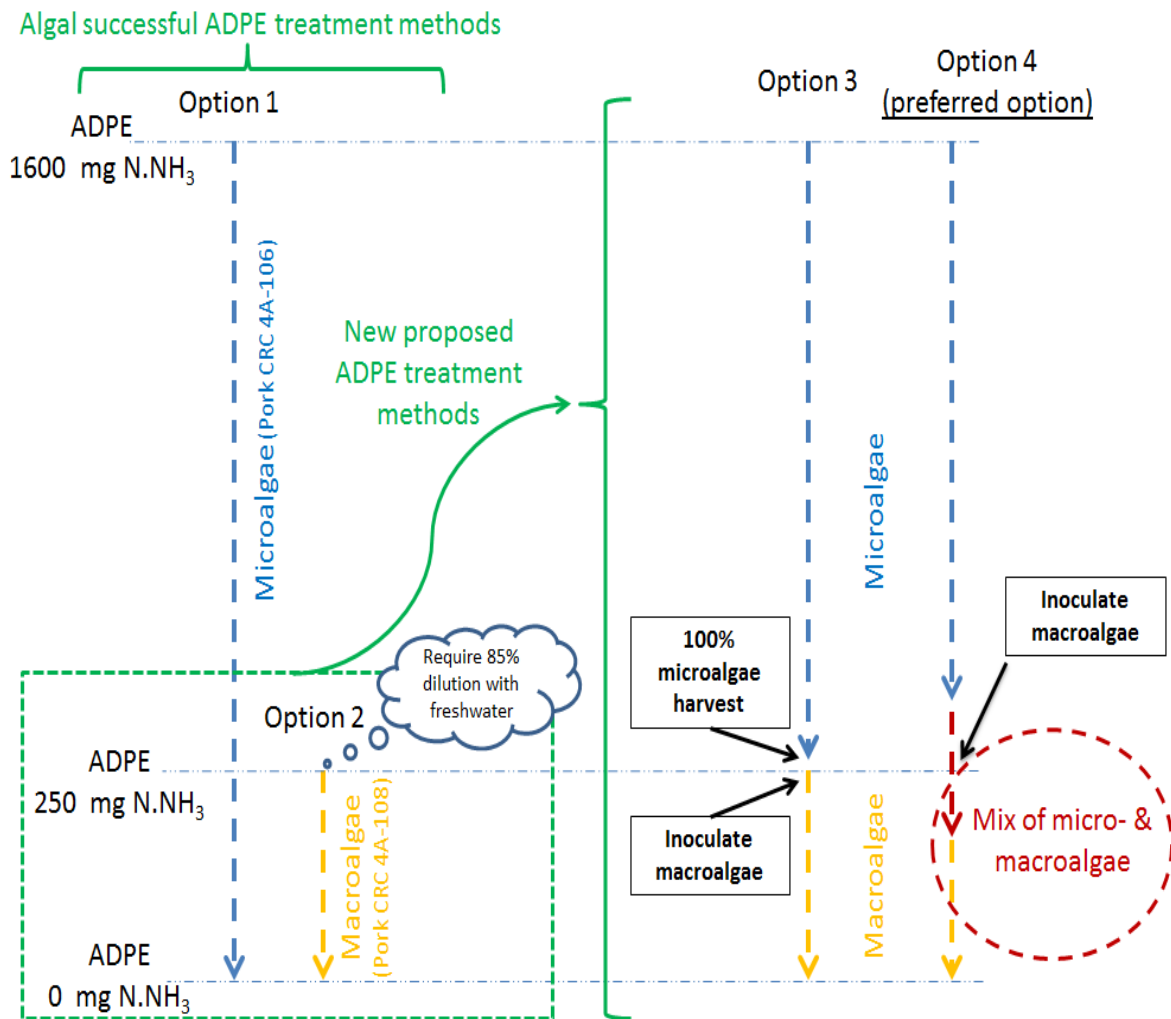 Algal successful ADPE treatment methods
Option 1
Option 3
Option 4
(preferred option)
ADPE
1600 mg N.NH₃
Microalgae (Pork CRC 4A-106)
New proposed
ADPE treatment
methods
Microalgae
Inoculate
macroalgae
100%
microalgae
harvest
Require 85%
dilution with
freshwater
Option 2
ADPE
250 mg N.NH₃
Macroalgae
(Pork CRC 4A-108)
Inoculate
macroalgae
Macroalgae
Mix of micro- &
macroalgae
ADPE
0 mg N.NH₃